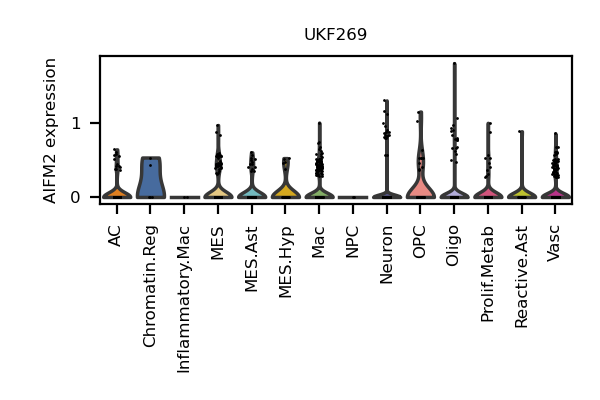 UKF269
AIFM2 expression
1
0
AC
Chromatin.Reg
Inflammatory.Mac
MES
MES.Ast
MES.Hyp
Mac
NPC
Neuron
OPC
Oligo
Prolif.Metab
Reactive.Ast
Vasc